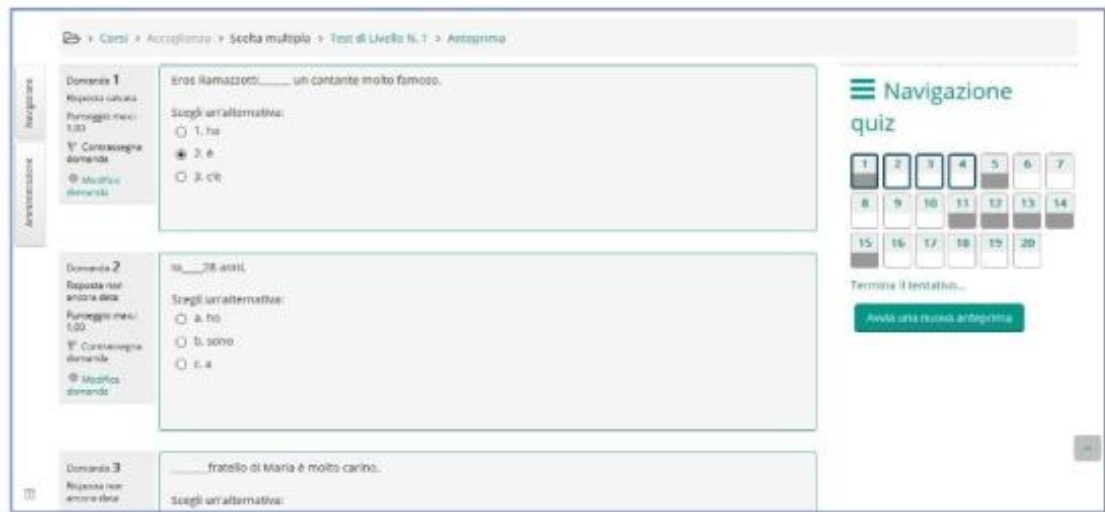 > Corsi > Accoglienza > Scelta multipla > Test di Livello N. 1 > Anteprima
Navigazione
Amministrazione
Domanda 1
Risposta salvata
Punteggio max.:
1,00
Contrassegna
domanda
Modifica
domanda
Eros Ramazzotti_____ un cantante molto famoso.
Scegli un'alternativa:
1. ha
2. è
3. c'è
Domanda 2
Risposta non
ancora data
Punteggio max.:
1,00
Contrassegna
domanda
Modifica
domanda
Io____28 anni.
Scegli un'alternativa:
a. ho
b. sono
c. a
Domanda 3
Risposta non
ancora data
______fratello di Maria è molto carino.
Scegli un'alternativa:
Navigazione
quiz
1 2 3 4 5 6 7
8 9 10 11 12 13 14
15 16 17 18 19 20
Termina il tentativo...
Avvia una nuova anteprima